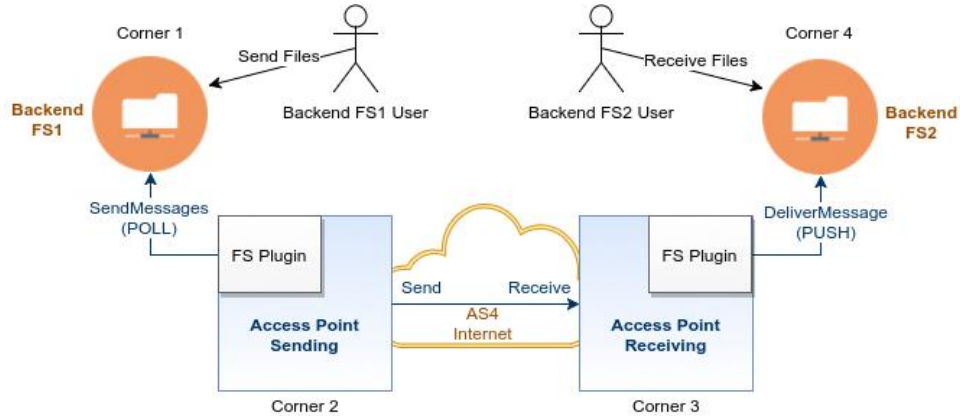 Corner 1
Corner 4
Send Files
Receive Files
Backend
FS1
Backend FS1 User
Backend FS2 User
Backend
FS2
SendMessages
(POLL)
DeliverMessage
(PUSH)
FS Plugin
FS Plugin
Send
Receive
AS4
Internet
Access Point
Sending
Access Point
Receiving
Corner 2
Corner 3